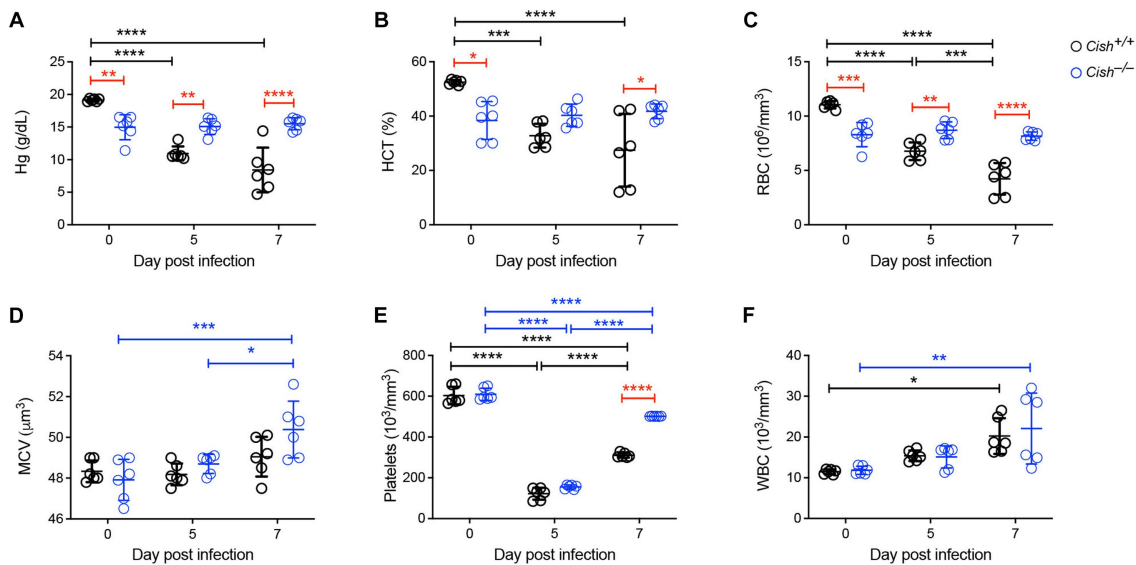 A
****
****
**
**
****
25
20
15
10
5
0
Hg (g/dL)
0 5 7
Day post infection
B
****
***
*
*
60
40
20
0
HCT (%)
0 5 7
Day post infection
C
****
****
***
***
**
****
15
10
5
0
RBC (10⁶/mm³)
0 5 7
Day post infection
Cish+/+
Cish−/−
D
***
*
54
52
50
48
46
MCV (μm³)
0 5 7
Day post infection
E
****
****
****
****
****
****
****
800
600
400
200
0
Platelets (10³/mm³)
0 5 7
Day post infection
F
**
*
40
30
20
10
0
WBC (10³/mm³)
0 5 7
Day post infection